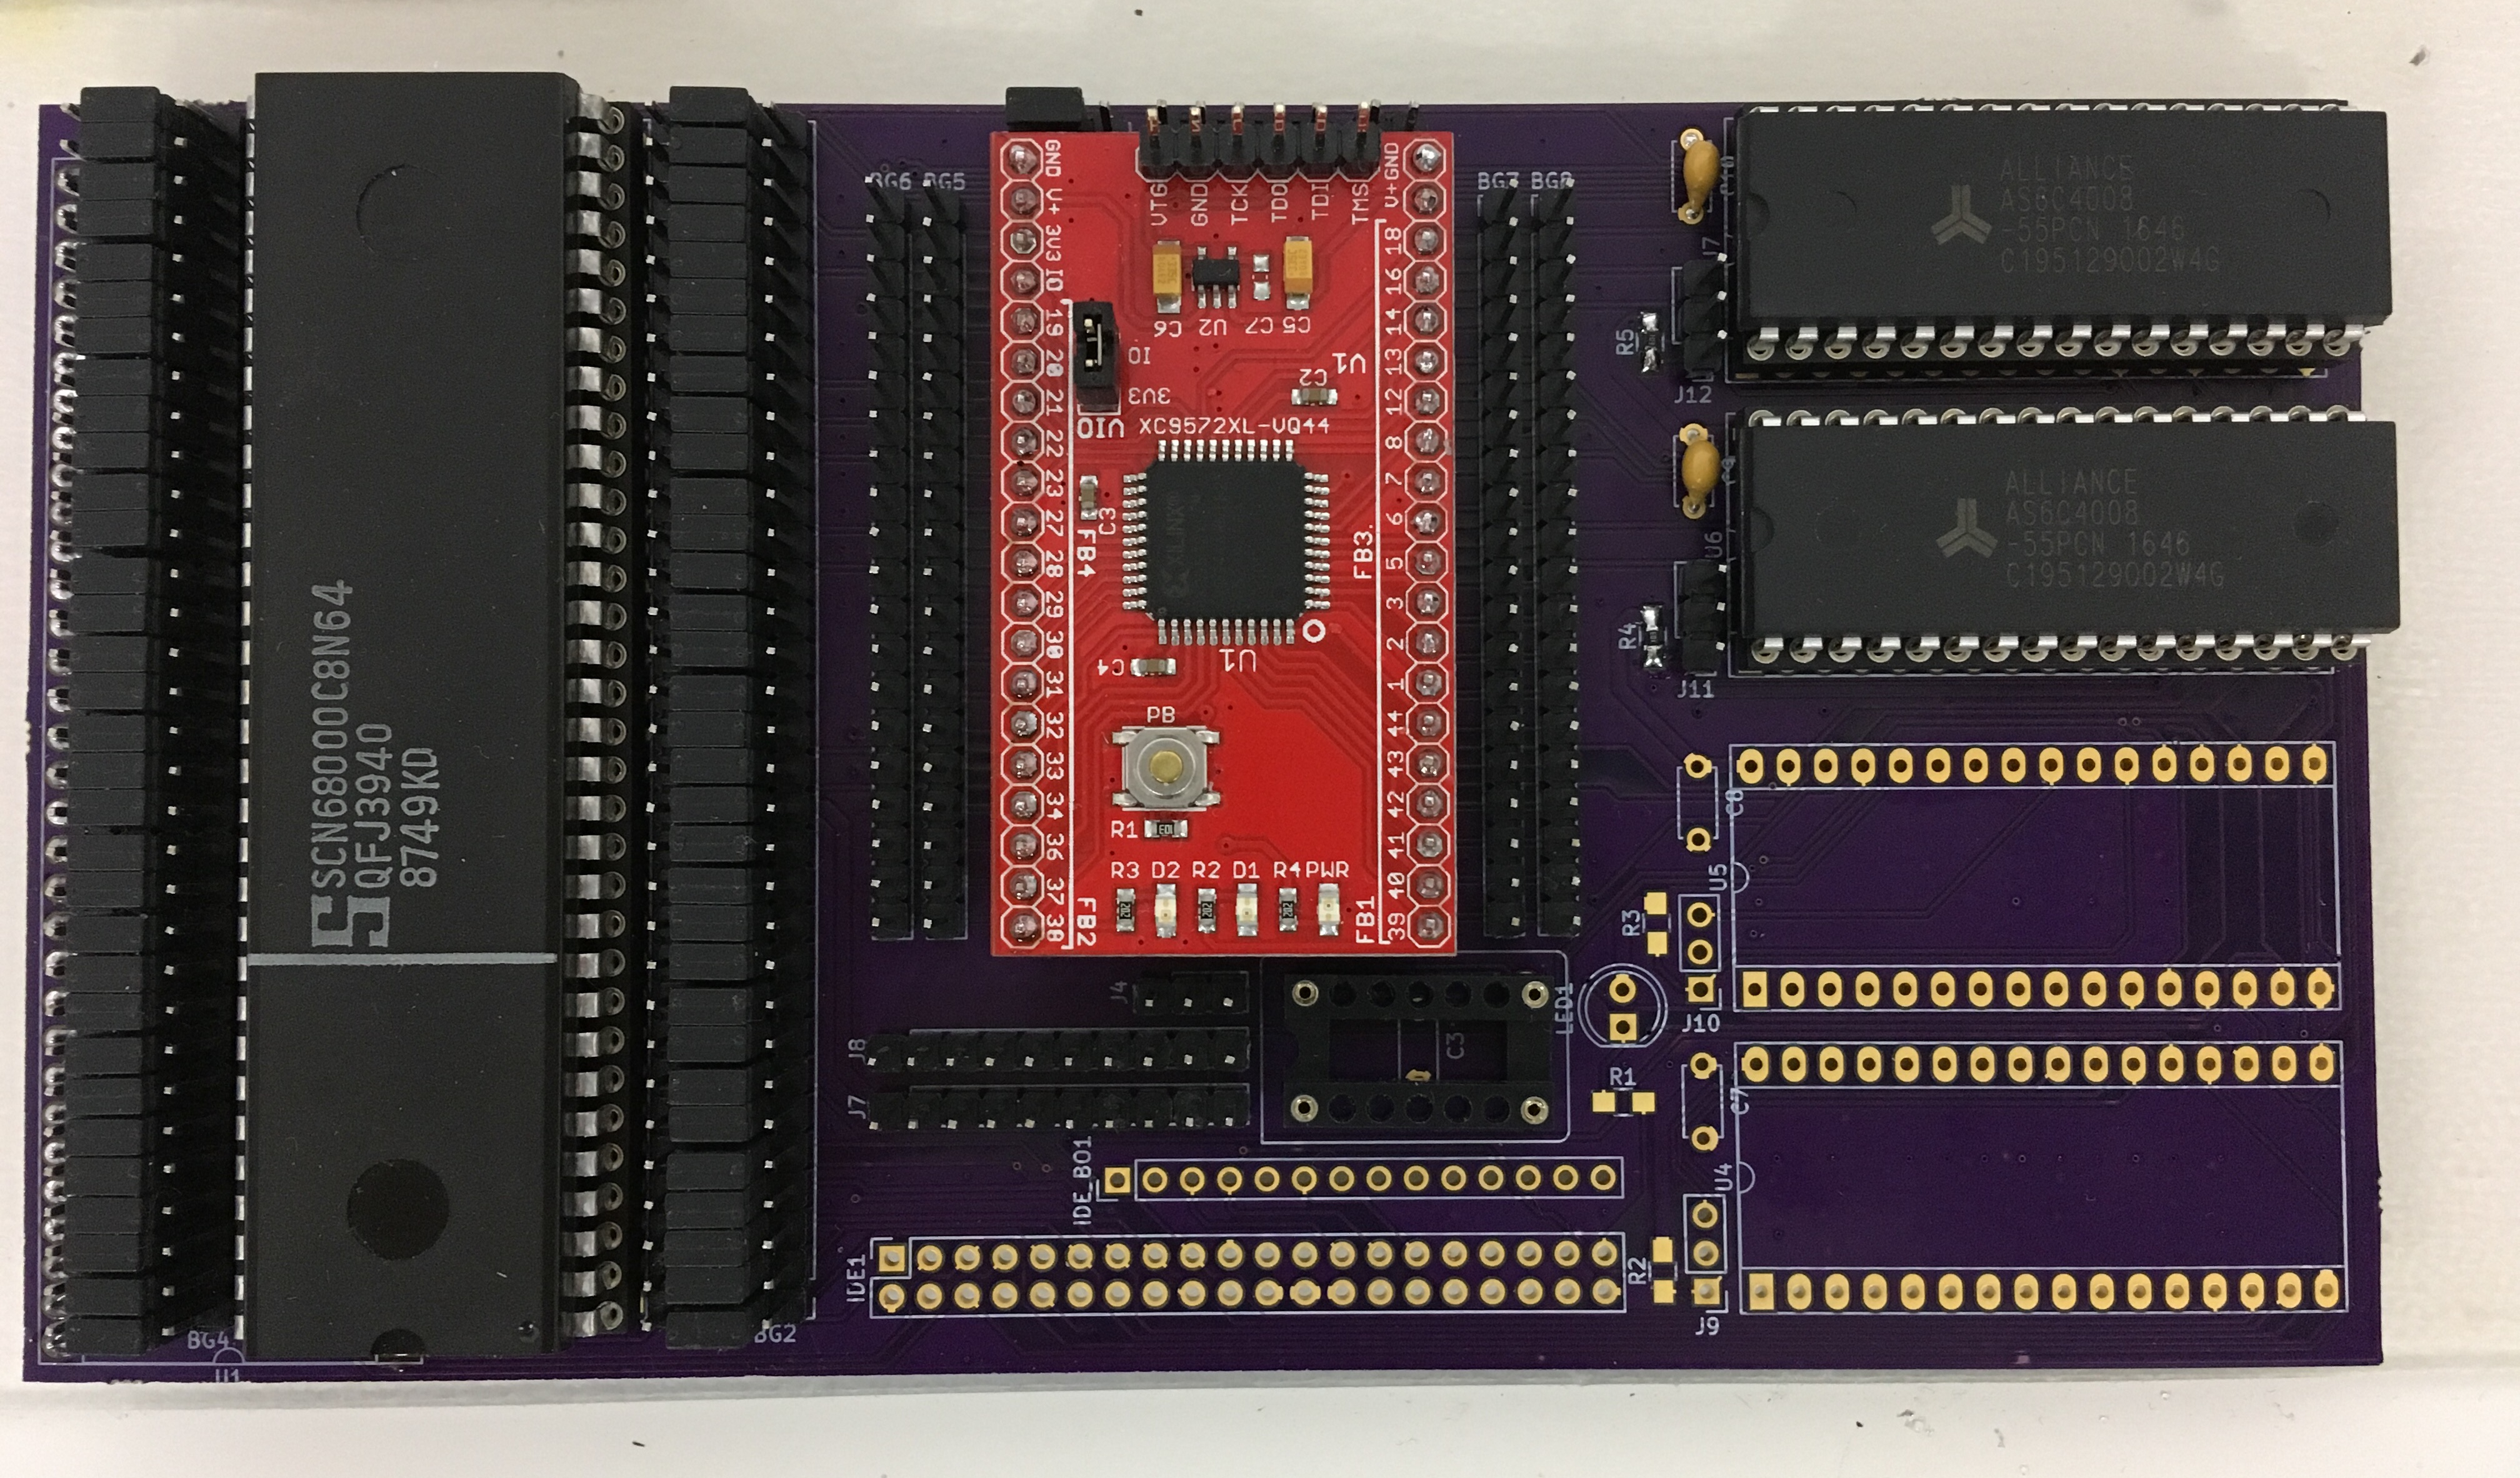 SCN68000C8N64
QFJ3940
8749KD
BG4
U1
BG2
BG6 BG5
GND
V+
3V3
IO
19
20
21
22
23
27
28
29
30
31
32
33
34
36
37
38
VTG
GND
TCK
TDO
TDI
TMS
GND
V+
18
16
14
13
12
8
7
6
5
3
2
1
44
43
42
41
40
39
C6 U2 C7 C5
IO
3V3
VIO
V1
C2
XC9572XL-VQ44
C3
FB4
XILINX
FB3
U1
C4
PB
R1
R3 D2 R2 D1 R4 PWR
FB2
FB1
BG7 BG8
J4
J8
J7
C3
LED1
R1
IDE_BO1
IDE1
ALLIANCE
AS6C4008
-55PCN 1646
C195129002W4G
R5
J12
ALLIANCE
AS6C4008
-55PCN 1646
C195129002W4G
U6
R4
J11
U5
R3
J10
C7
U4
R2
J9